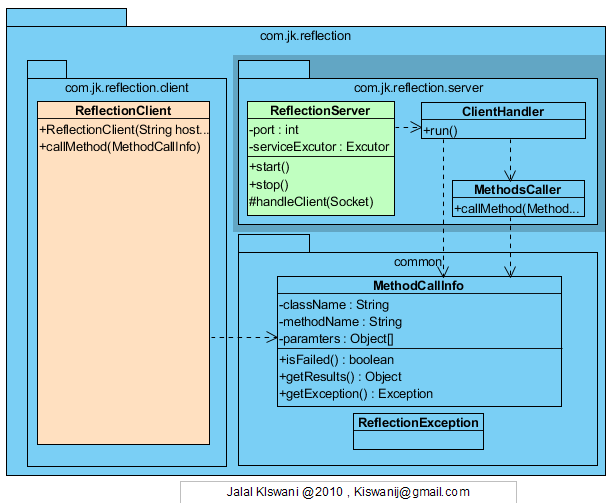 com.jk.reflection
com.jk.reflection.client
ReflectionClient
+ReflectionClient(String host...
+callMethod(MethodCallInfo)
com.jk.reflection.server
ReflectionServer
-port : int
-serviceExcutor : Excutor
+start()
+stop()
#handleClient(Socket)
ClientHandler
+run()
MethodsCaller
+callMethod(Method...
common
MethodCallInfo
-className : String
-methodName : String
-paramters : Object[]
+isFailed() : boolean
+getResults() : Object
+getException() : Exception
ReflectionException
Jalal KIswani @2010 , Kiswanij@gmail.com